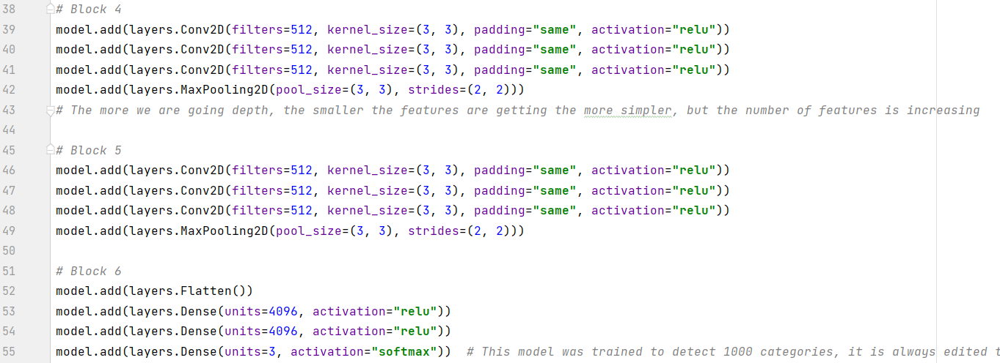 38 # Block 4
39 model.add(layers.Conv2D(filters=512, kernel_size=(3, 3), padding="same", activation="relu"))
40 model.add(layers.Conv2D(filters=512, kernel_size=(3, 3), padding="same", activation="relu"))
41 model.add(layers.Conv2D(filters=512, kernel_size=(3, 3), padding="same", activation="relu"))
42 model.add(layers.MaxPooling2D(pool_size=(3, 3), strides=(2, 2)))
43 # The more we are going depth, the smaller the features are getting the more simpler, but the number of features is increasing
44
45 # Block 5
46 model.add(layers.Conv2D(filters=512, kernel_size=(3, 3), padding="same", activation="relu"))
47 model.add(layers.Conv2D(filters=512, kernel_size=(3, 3), padding="same", activation="relu"))
48 model.add(layers.Conv2D(filters=512, kernel_size=(3, 3), padding="same", activation="relu"))
49 model.add(layers.MaxPooling2D(pool_size=(3, 3), strides=(2, 2)))
50
51 # Block 6
52 model.add(layers.Flatten())
53 model.add(layers.Dense(units=4096, activation="relu"))
54 model.add(layers.Dense(units=4096, activation="relu"))
55 model.add(layers.Dense(units=3, activation="softmax")) # This model was trained to detect 1000 categories, it is always edited t